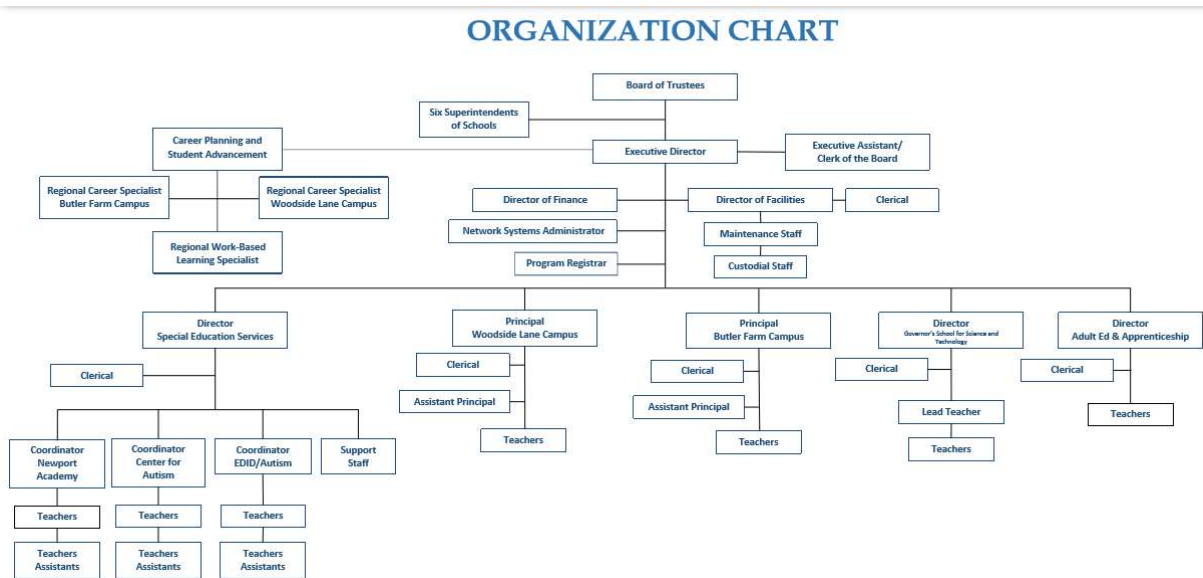 ORGANIZATION CHART
Board of Trustees
Six Superintendents
of Schools
Career Planning and
Student Advancement
Executive Director
Executive Assistant/
Clerk of the Board
Regional Career Specialist
Butler Farm Campus
Regional Career Specialist
Woodside Lane Campus
Director of Finance
Director of Facilities
Clerical
Network Systems Administrator
Maintenance Staff
Regional Work-Based
Learning Specialist
Program Registrar
Custodial Staff
Director
Special Education Services
Principal
Woodside Lane Campus
Principal
Butler Farm Campus
Director
Governor's School for Science and
Technology
Director
Adult Ed & Apprenticeship
Clerical
Clerical
Clerical
Clerical
Clerical
Assistant Principal
Assistant Principal
Lead Teacher
Teachers
Teachers
Teachers
Teachers
Coordinator
Newport
Academy
Coordinator
Center for
Autism
Coordinator
EDID/Autism
Support
Staff
Teachers
Teachers
Teachers
Teachers
Assistants
Teachers
Assistants
Teachers
Assistants